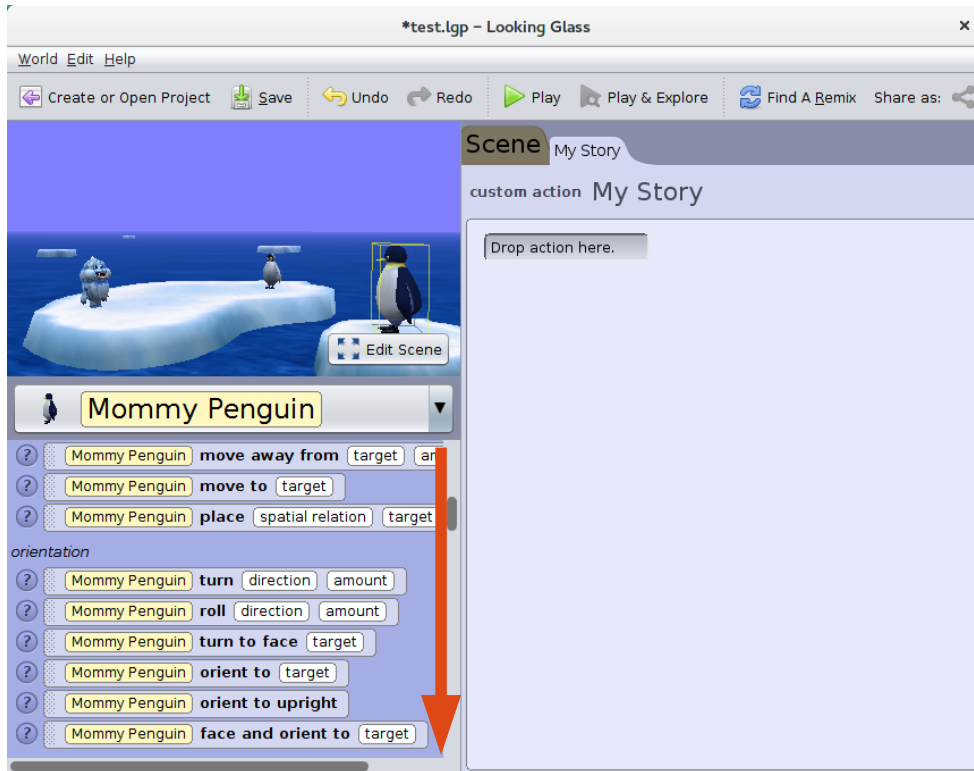 *test.lgp – Looking Glass ×
World Edit Help
Create or Open Project Save Undo Redo Play Play & Explore Find A Remix Share as:
Scene My Story
custom action My Story
Drop action here.
Edit Scene
Mommy Penguin
? Mommy Penguin move away from target
? Mommy Penguin move to target
? Mommy Penguin place spatial relation target
orientation
? Mommy Penguin turn direction amount
? Mommy Penguin roll direction amount
? Mommy Penguin turn to face target
? Mommy Penguin orient to target
? Mommy Penguin orient to upright
? Mommy Penguin face and orient to target